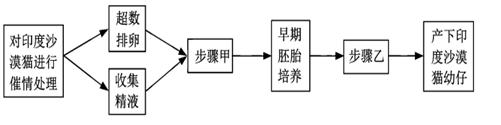 对印度沙
漠猫进行
催情处理
超数
排卵
收集
精液
步骤甲
早期
胚胎
培养
步骤乙
产下印
度沙漠
猫幼仔